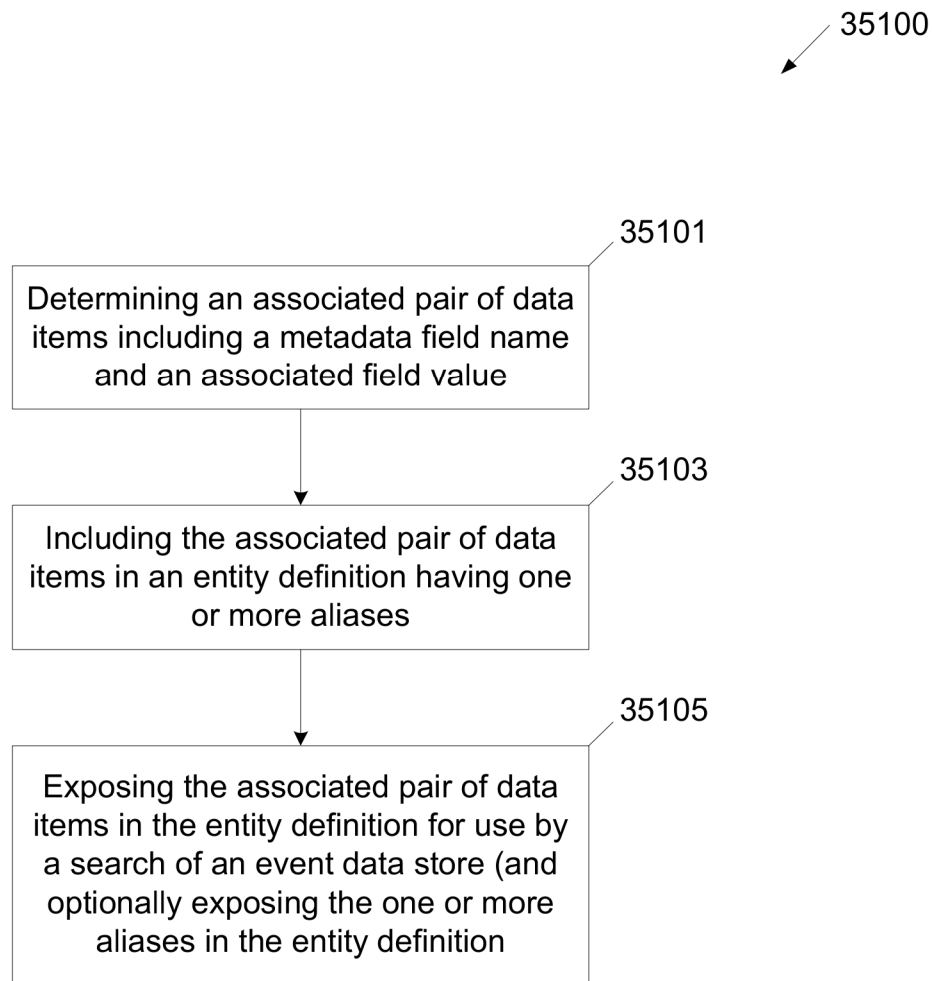 35100
35101
Determining an associated pair of data
items including a metadata field name
and an associated field value
35103
Including the associated pair of data
items in an entity definition having one
or more aliases
35105
Exposing the associated pair of data
items in the entity definition for use by
a search of an event data store (and
optionally exposing the one or more
aliases in the entity definition